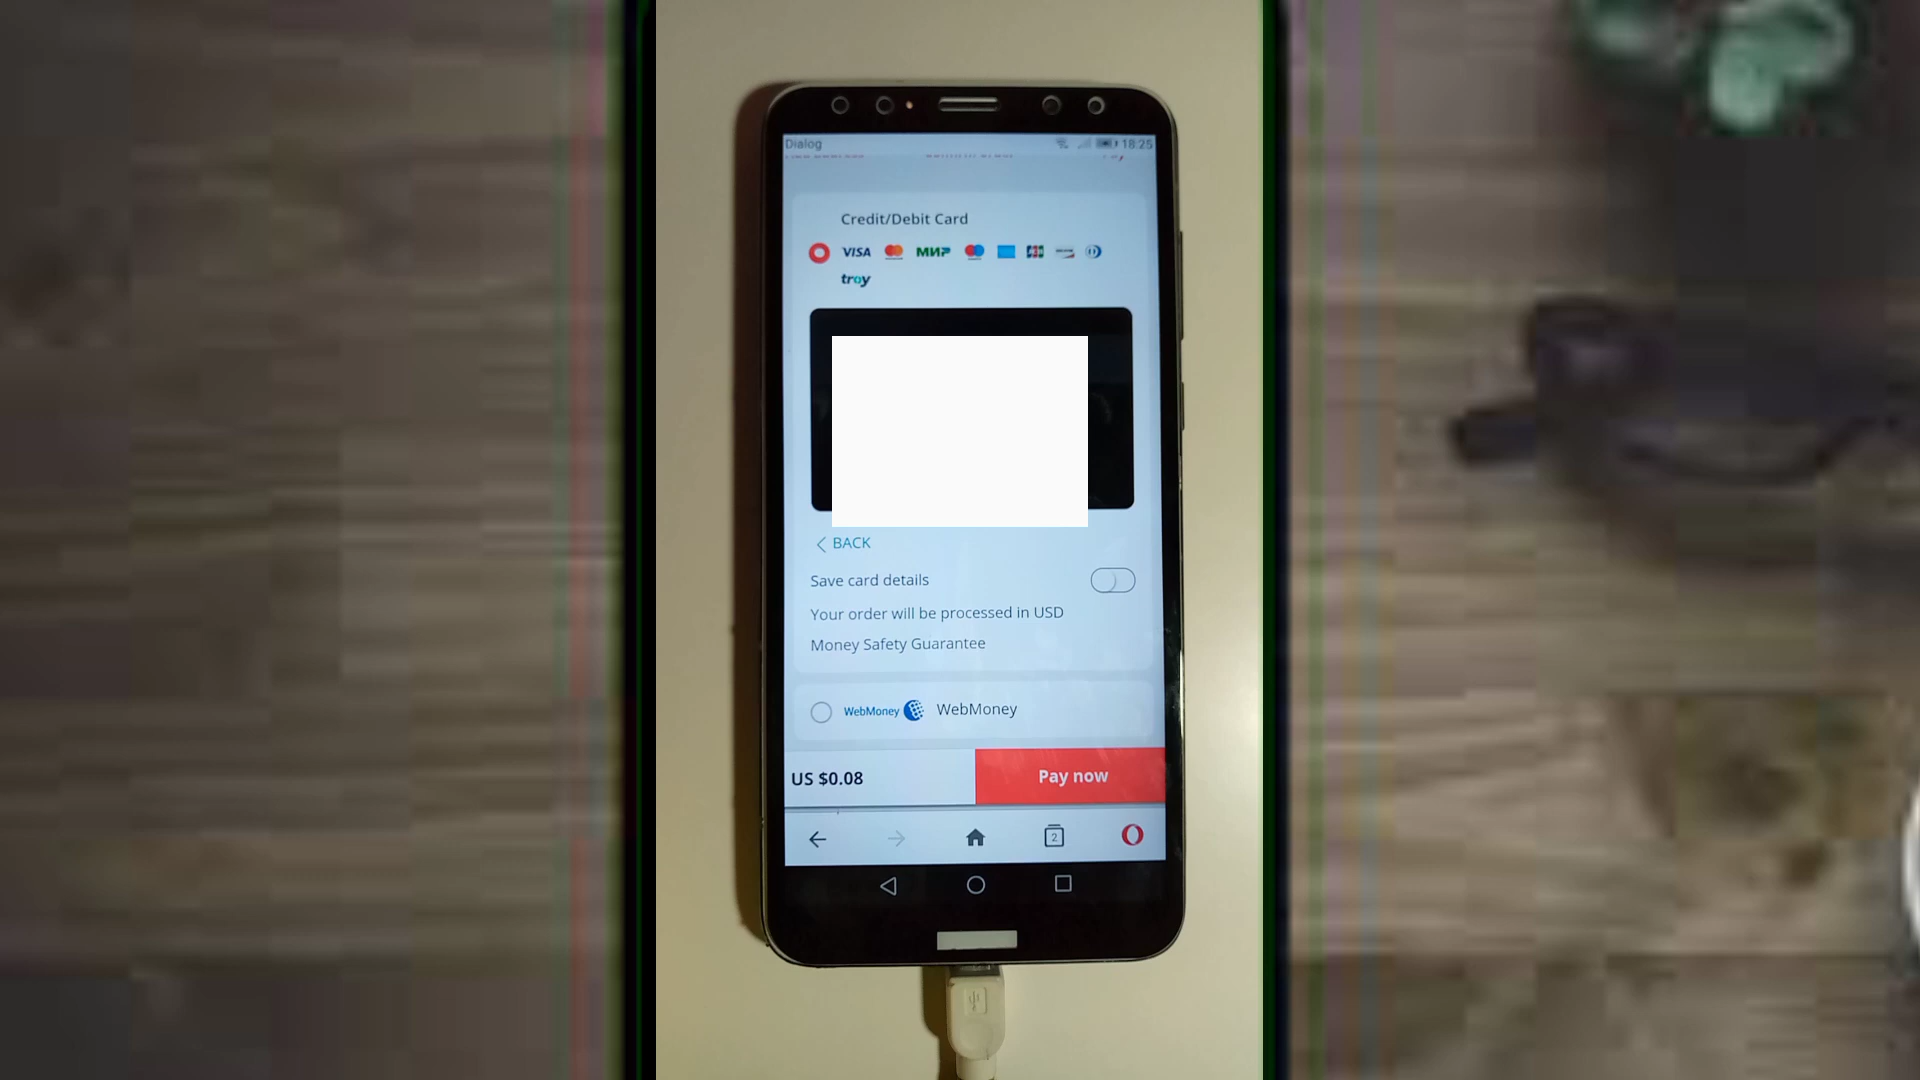 Dialog
18:25
Credit/Debit Card
VISA МИР
troy
BACK
Save card details
Your order will be processed in USD
Money Safety Guarantee
WebMoney WebMoney
US $0.08
Pay now
2